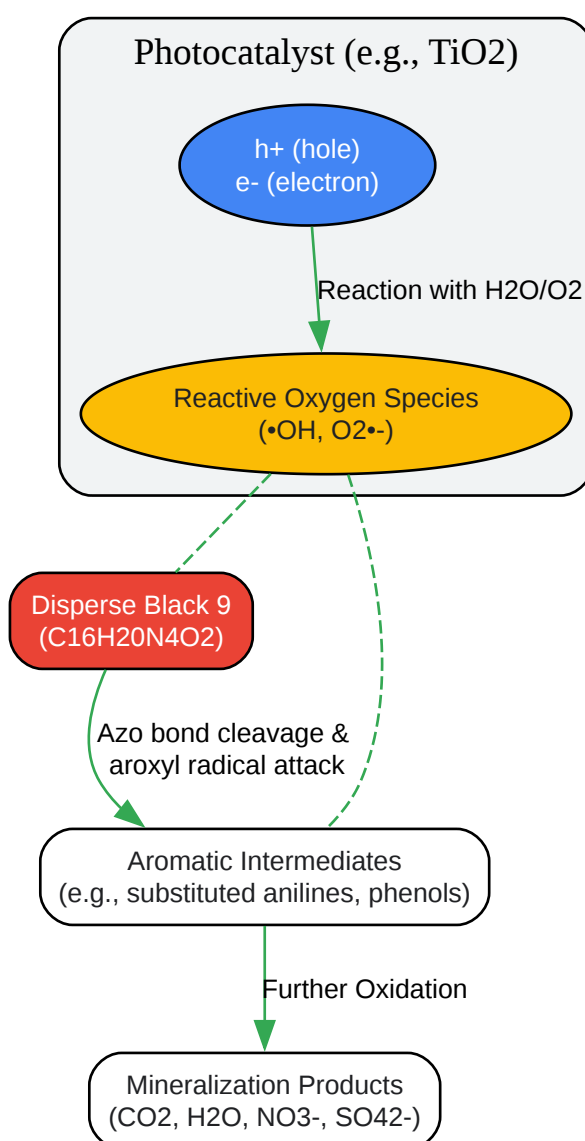 Photocatalyst (e.g., TiO2)
h+ (hole)
e- (electron)
Reaction with H2O/O2
Reactive Oxygen Species
(•OH, O2•-)
Disperse Black 9
(C16H20N4O2)
Azo bond cleavage &
aroxyl radical attack
Aromatic Intermediates
(e.g., substituted anilines, phenols)
Further Oxidation
Mineralization Products
(CO2, H2O, NO3-, SO42-)